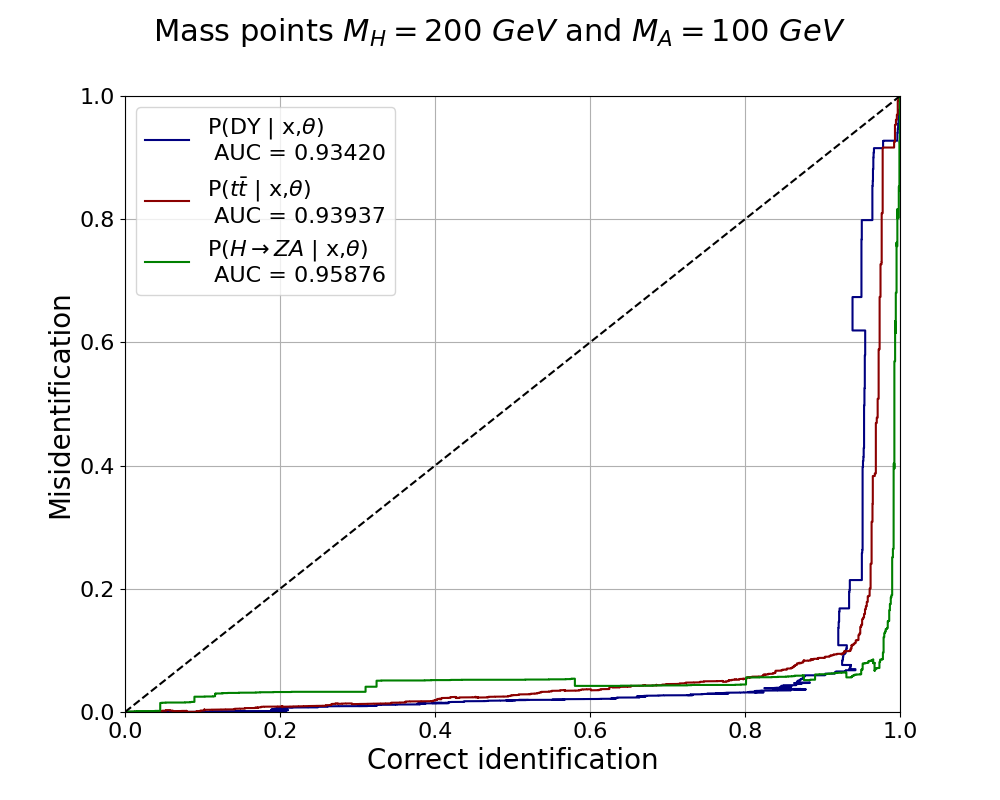 Mass points M_H = 200 GeV and M_A = 100 GeV
1.0
0.8
0.6
0.4
0.2
0.0
Misidentification
P(DY | x,θ)
AUC = 0.93420
P(tt̄ | x,θ)
AUC = 0.93937
P(H → ZA | x,θ)
AUC = 0.95876
0.0 0.2 0.4 0.6 0.8 1.0
Correct identification